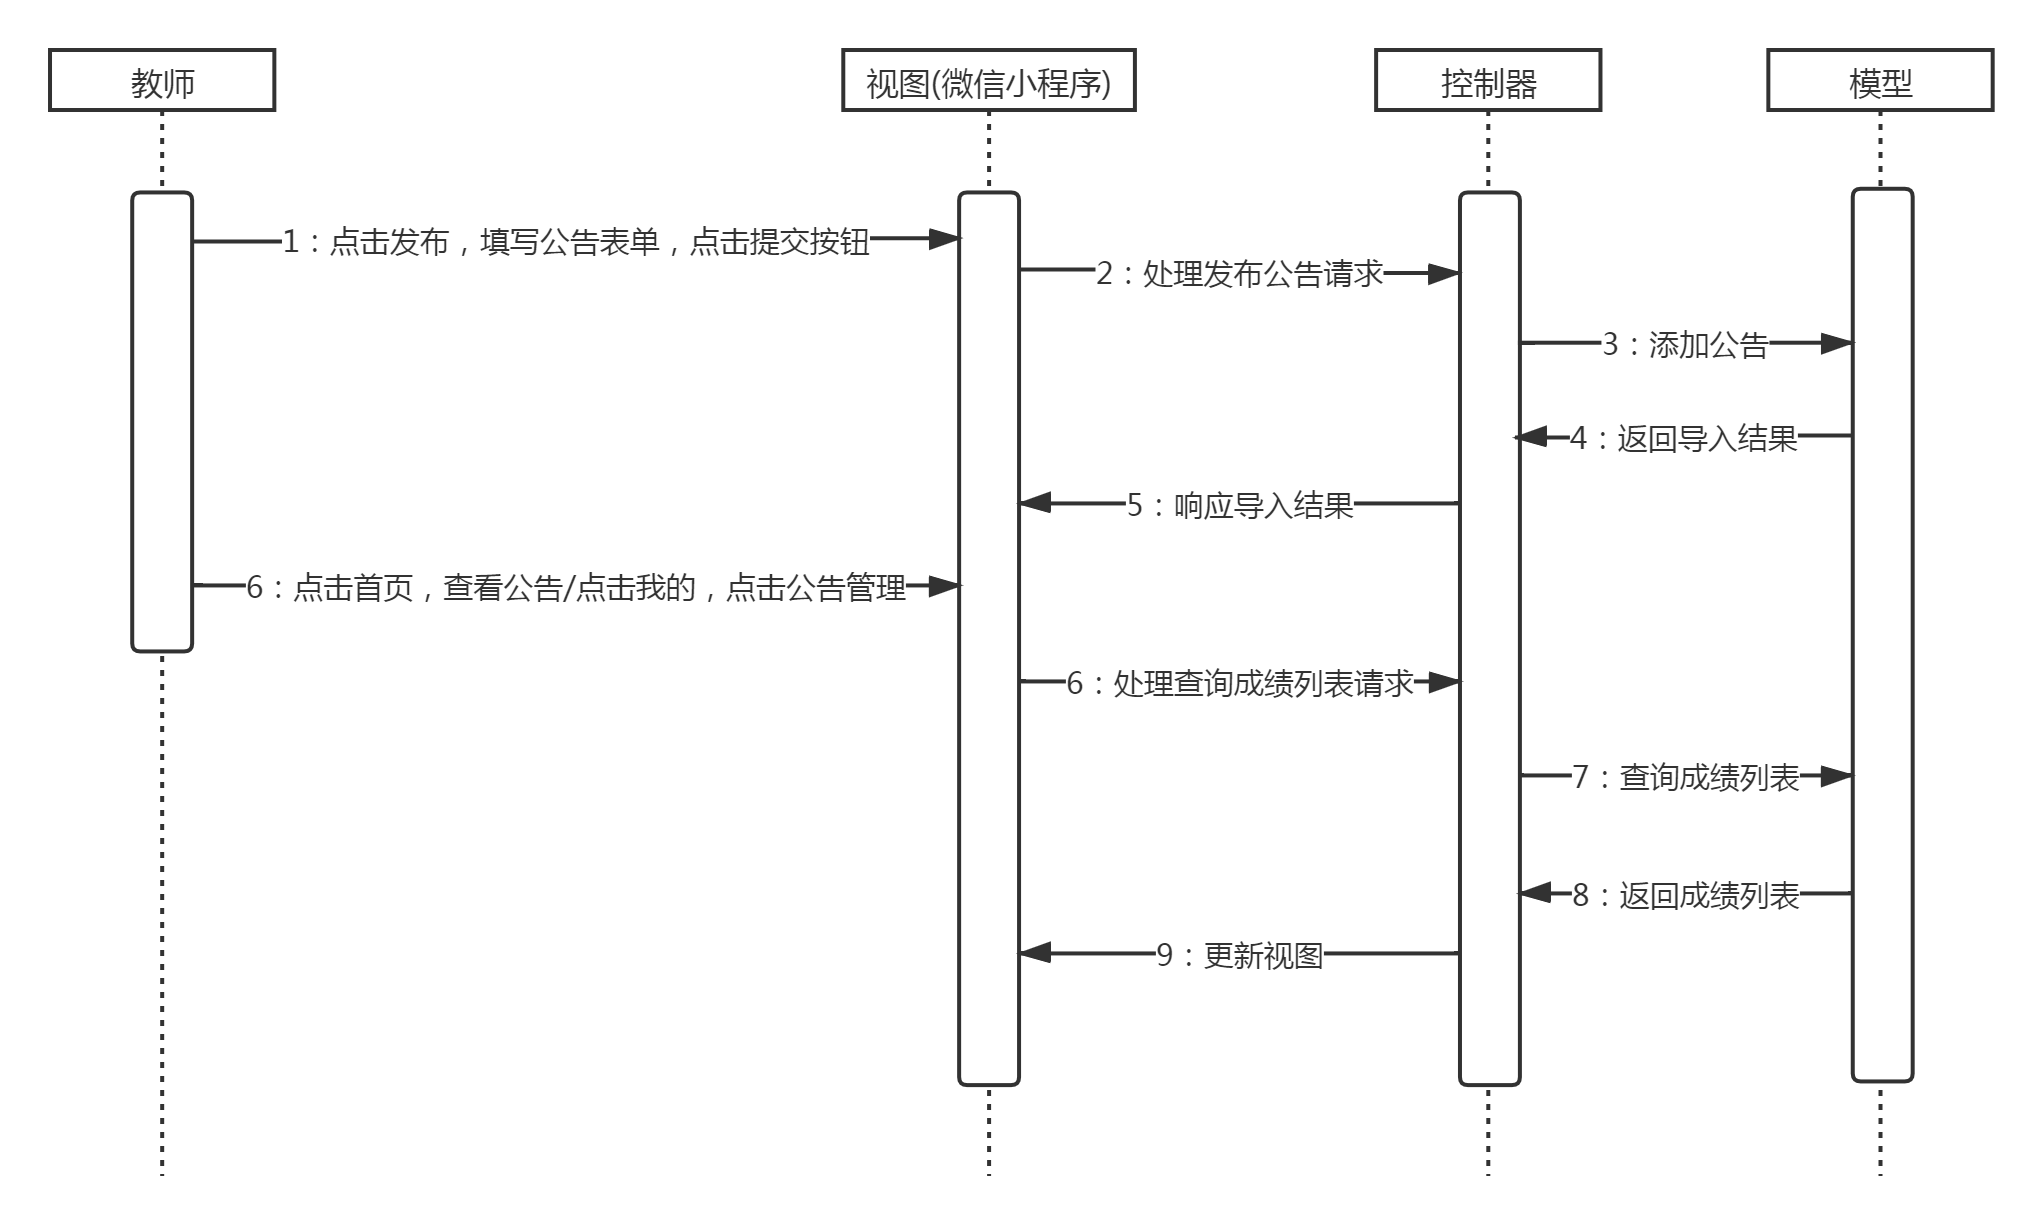 教师
视图(微信小程序)
控制器
模型
1：点击发布，填写公告表单，点击提交按钮
2：处理发布公告请求
3：添加公告
4：返回导入结果
5：响应导入结果
6：点击首页，查看公告/点击我的，点击公告管理
6：处理查询成绩列表请求
7：查询成绩列表
8：返回成绩列表
9：更新视图